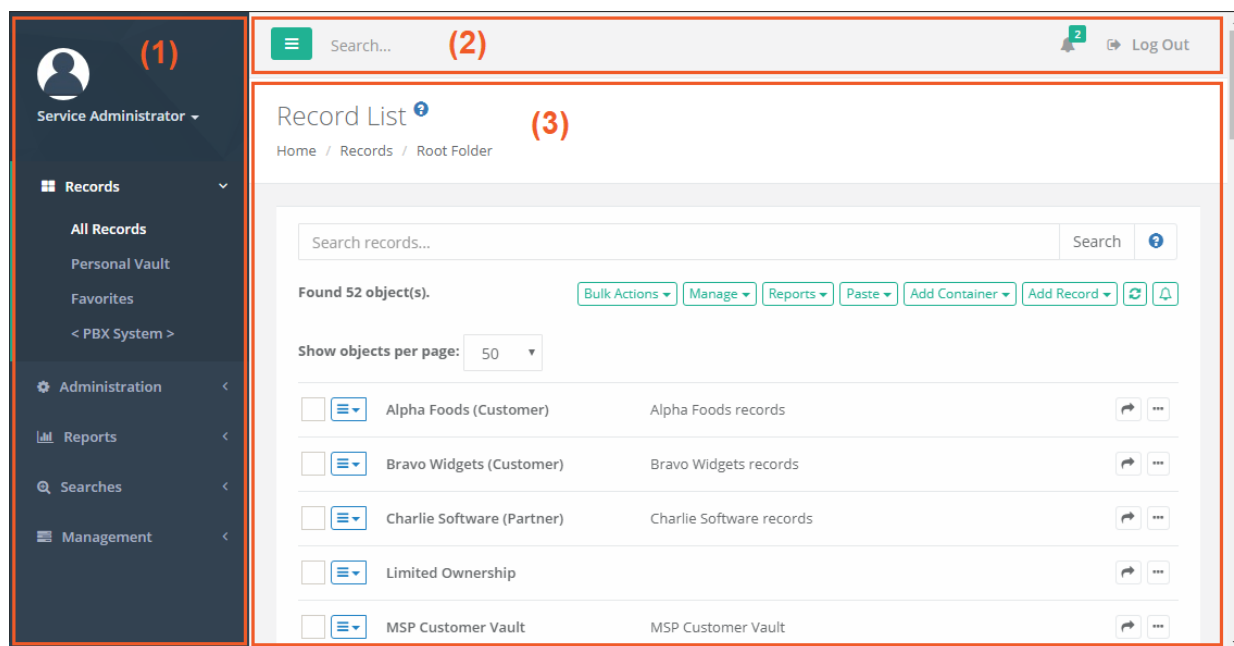 (1)
Service Administrator
Records
All Records
Personal Vault
Favorites
< PBX System >
Administration
Reports
Searches
Management
Search... (2) 2 Log Out
Record List ?
(3)
Home / Records / Root Folder
Search records... Search ?
Found 52 object(s). Bulk Actions Manage Reports Paste Add Container Add Record
Show objects per page: 50
Alpha Foods (Customer) Alpha Foods records
Bravo Widgets (Customer) Bravo Widgets records
Charlie Software (Partner) Charlie Software records
Limited Ownership
MSP Customer Vault MSP Customer Vault